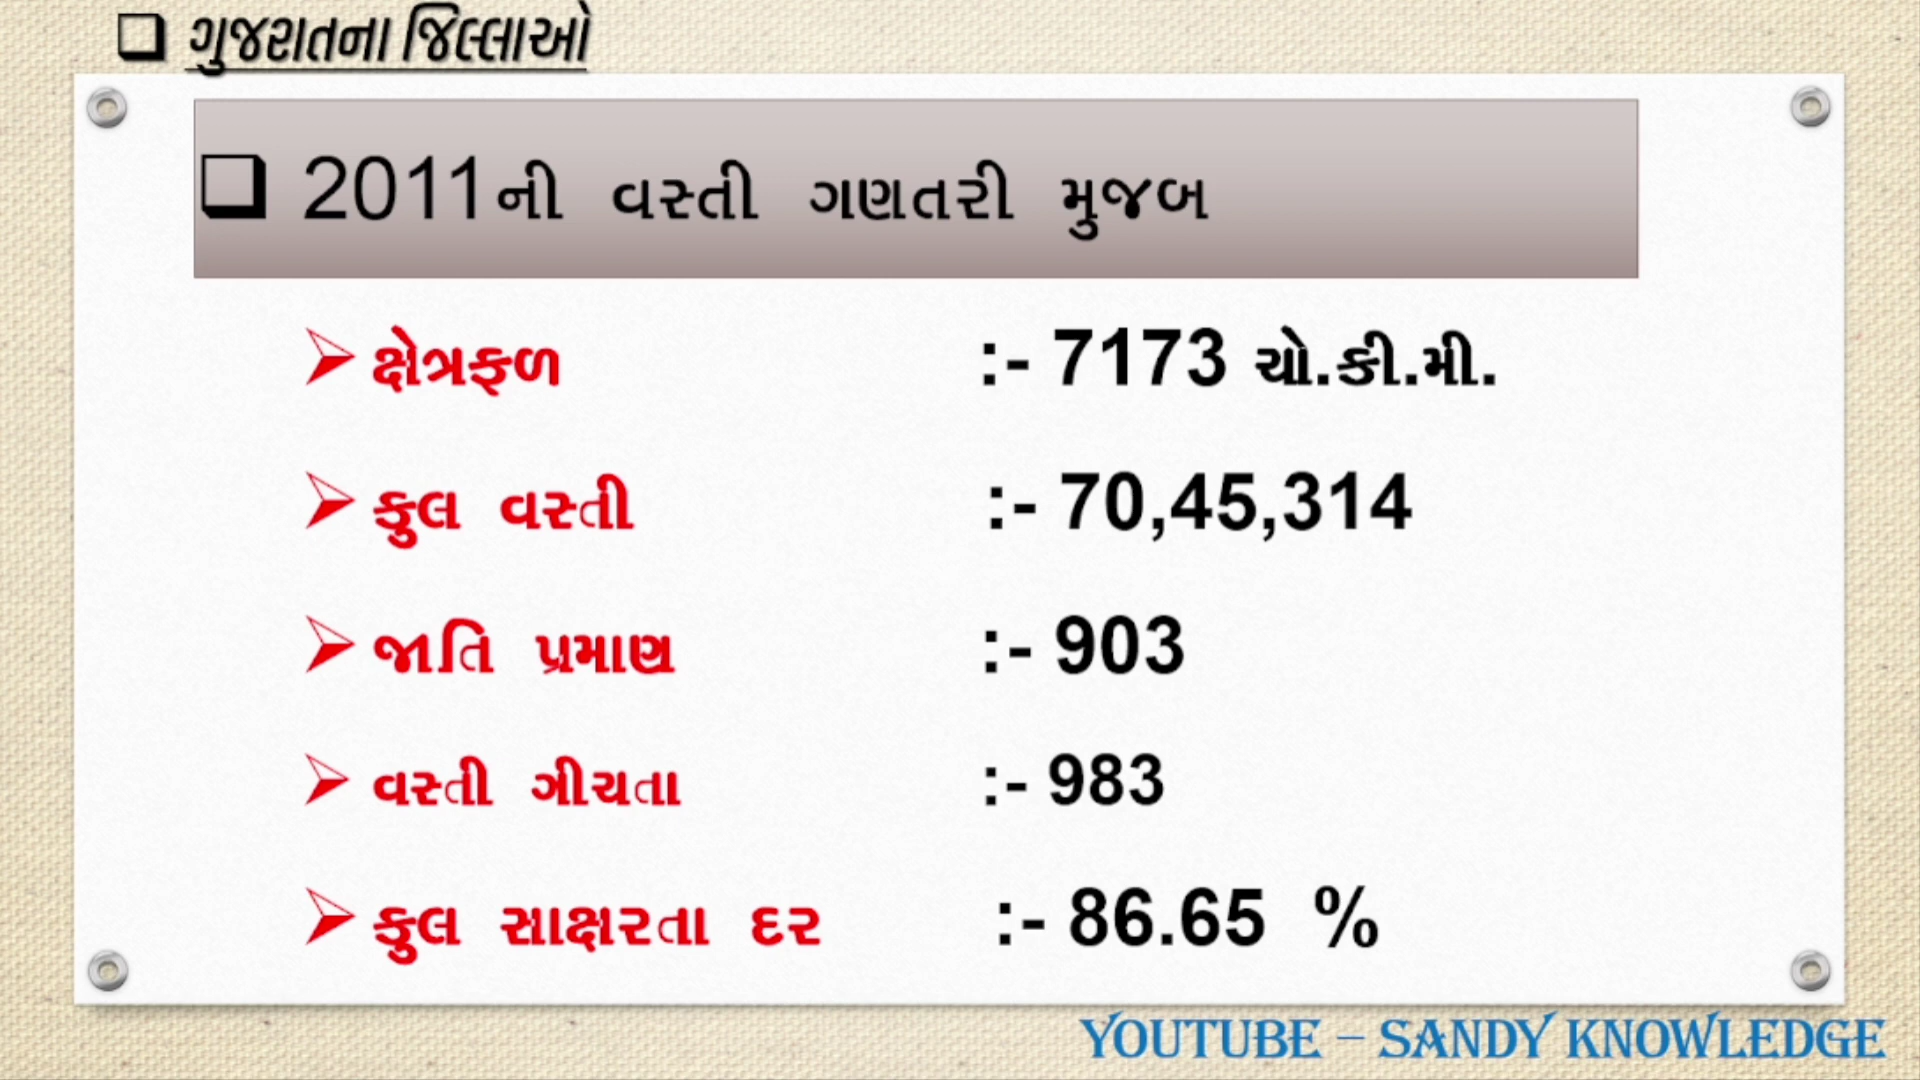 ગુજરાતના જિલ્લાઓ
2011ની વસ્તી ગણતરી મુજબ
ક્ષેત્રફળ :- 7173 ચો.કી.મી.
કુલ વસ્તી :- 70,45,314
જાતિ પ્રમાણ :- 903
વસ્તી ગીચતા :- 983
કુલ સાક્ષરતા દર :- 86.65 %
YOUTUBE – SANDY KNOWLEDGE